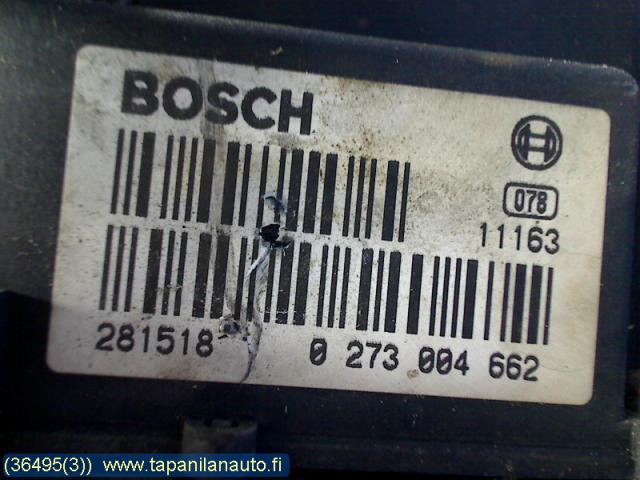 BOSCH
078
11163
281518 0 273 004 662
(36495(3)) www.tapanilanauto.fi